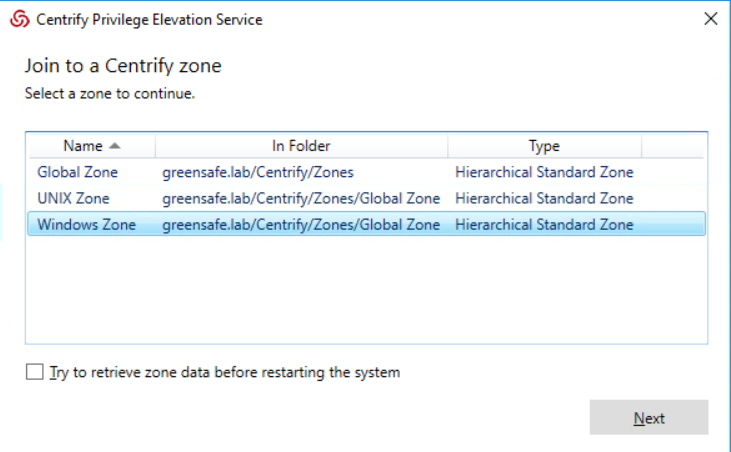 Centrify Privilege Elevation Service
Join to a Centrify zone
Select a zone to continue.
Name In Folder Type
Global Zone greensafe.lab/Centrify/Zones Hierarchical Standard Zone
UNIX Zone greensafe.lab/Centrify/Zones/Global Zone Hierarchical Standard Zone
Windows Zone greensafe.lab/Centrify/Zones/Global Zone Hierarchical Standard Zone
Try to retrieve zone data before restarting the system
Next